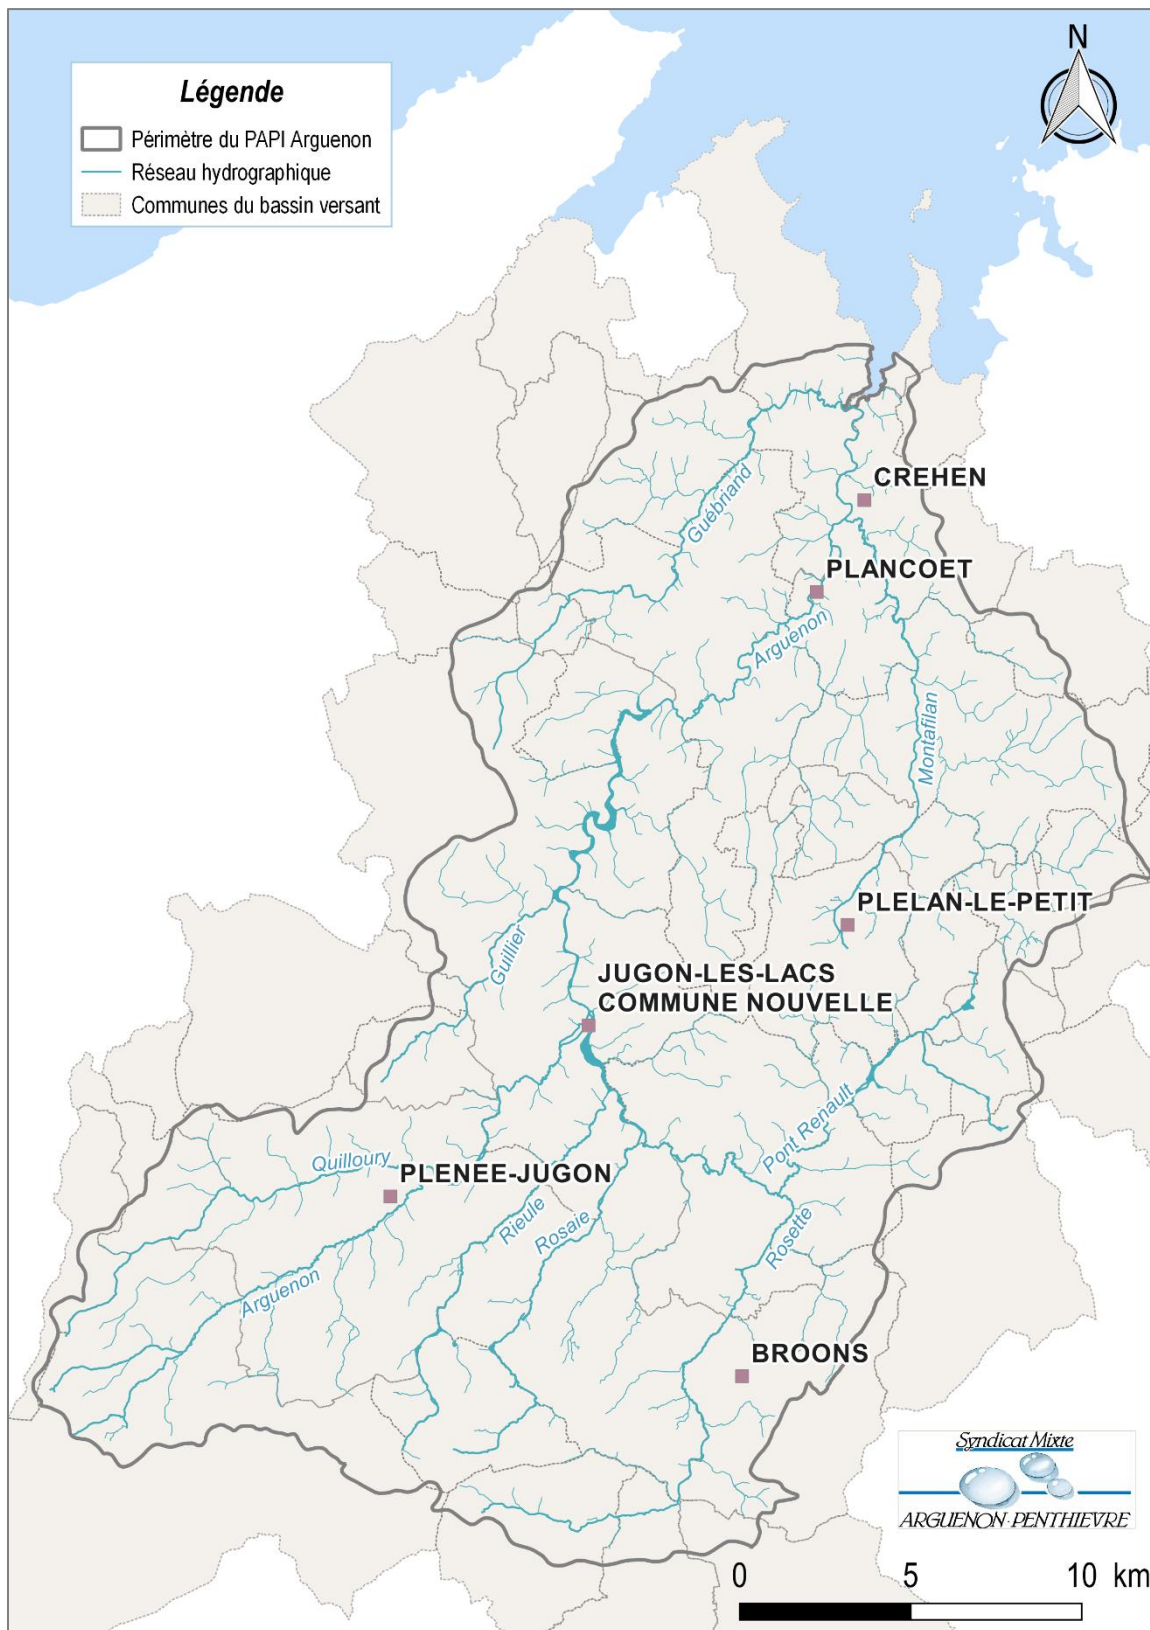 N
Légende
Périmètre du PAPI Arguenon
Réseau hydrographique
Communes du bassin versant
CREHEN
Guébriand
PLANCOET
Arguenon
Montafilan
PLELAN-LE-PETIT
Guillier
JUGON-LES-LACS
COMMUNE NOUVELLE
Pont Renault
Quilloury
PLENEE-JUGON
Rieule
Rosaie
Rosette
Arguenon
BROONS
Syndicat Mixte
ARGUENON-PENTHIEVRE
0 5 10 km